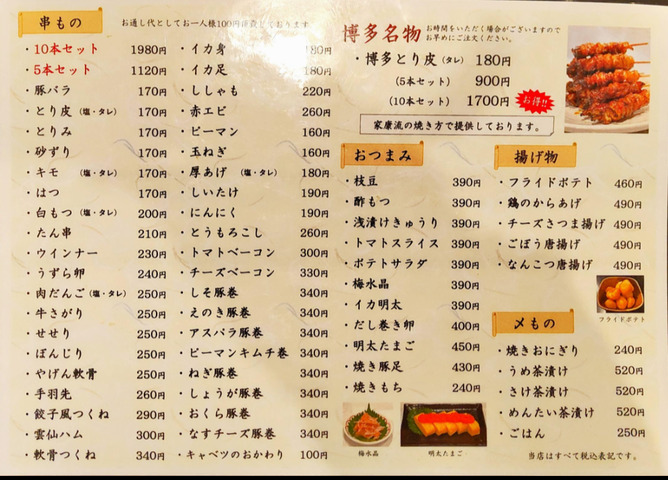 串もの
お通し代としてお一人様100円頂戴しております。
・10本セット 1980円
・5本セット 1120円
・豚バラ 170円
・とり皮（塩・タレ） 170円
・とりみ 170円
・砂ずり 170円
・キモ（塩・タレ） 170円
・はつ 170円
・白もつ（塩・タレ） 200円
・たん串 210円
・ウインナー 230円
・うずら卵 240円
・肉だんご（塩・タレ） 250円
・牛さがり 250円
・せせり 250円
・ぼんじり 250円
・やげん軟骨 250円
・手羽先 260円
・餃子風つくね 290円
・雲仙ハム 300円
・軟骨つくね 340円
・イカ身 180円
・イカ足 180円
・ししゃも 220円
・赤エビ 260円
・ピーマン 160円
・玉ねぎ 160円
・厚あげ（塩・タレ） 180円
・しいたけ 190円
・にんにく 190円
・とうもろこし 260円
・トマトベーコン 300円
・チーズベーコン 330円
・しそ豚巻 340円
・えのき豚巻 340円
・アスパラ豚巻 340円
・ピーマンキムチ巻 340円
・ねぎ豚巻 340円
・しょうが豚巻 340円
・おくら豚巻 340円
・なすチーズ豚巻 340円
・キャベツのおかわり 100円
博多名物
お時間をいただく場合がございますので
お早めにご注文ください。
・博多とり皮（タレ） 180円
（5本セット） 900円
（10本セット） 1700円
お得!!
家康流の焼き方で提供しております。
おつまみ
・枝豆 390円
・酢もつ 390円
・浅漬けきゅうり 390円
・トマトスライス 390円
・ポテトサラダ 390円
・梅水晶 390円
・イカ明太 390円
・だし巻き卵 400円
・明太たまご 450円
・焼き豚足 430円
・焼きもち 240円
梅水晶
明太たまご
揚げ物
・フライドポテト 460円
・鶏のからあげ 490円
・チーズさつま揚げ 490円
・ごぼう唐揚げ 490円
・なんこつ唐揚げ 490円
フライドポテト
〆もの
・焼きおにぎり 240円
・うめ茶漬け 520円
・さけ茶漬け 520円
・めんたい茶漬け 520円
・ごはん 250円
当店はすべて税込表記です。